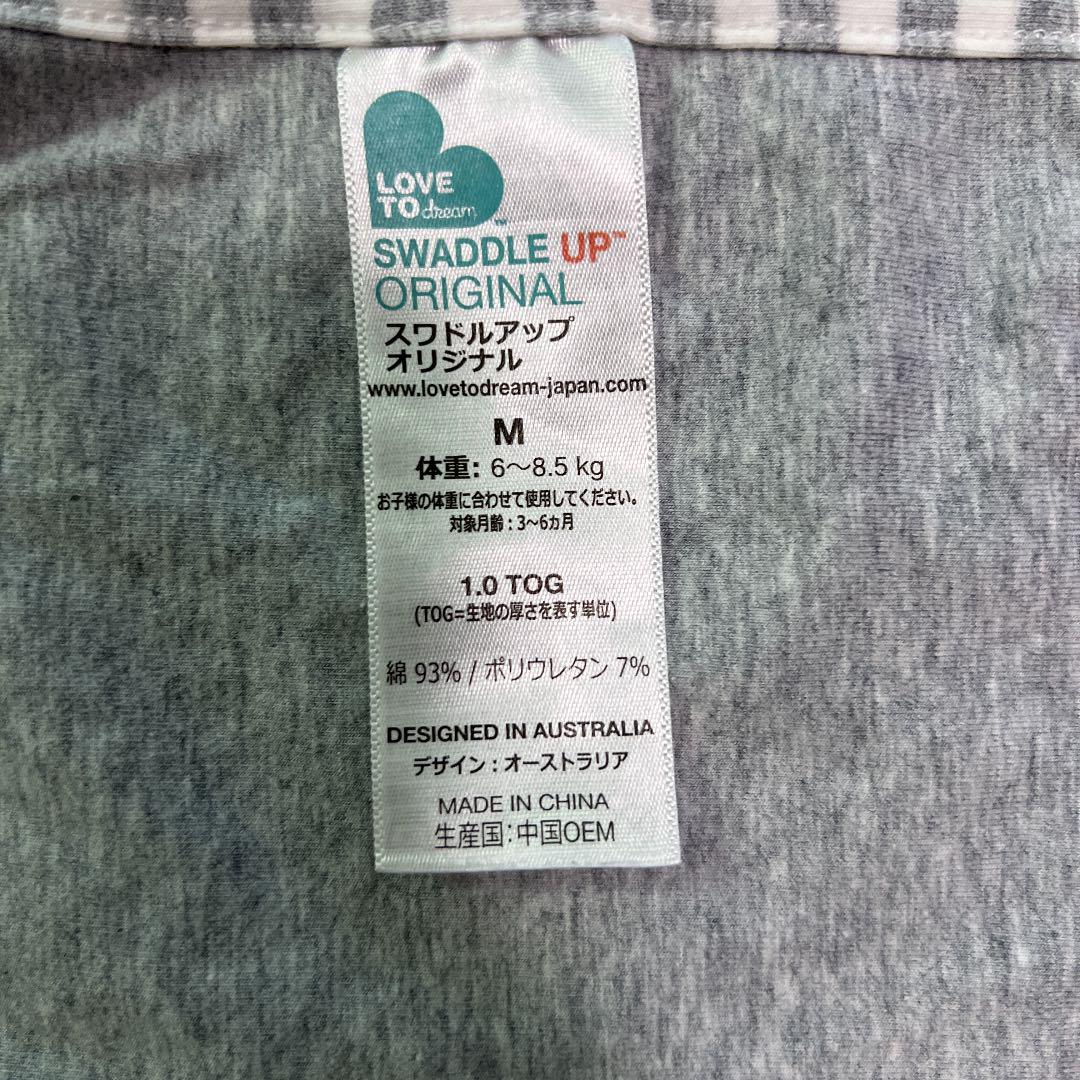 LOVE
TO dream™
SWADDLE UP™
ORIGINAL
スワドルアップ
オリジナル
www.lovetodream-japan.com
M
体重: 6〜8.5 kg
お子様の体重に合わせて使用してください。
対象月齢 : 3〜6ヵ月
1.0 TOG
(TOG=生地の厚さを表す単位)
綿 93% / ポリウレタン 7%
DESIGNED IN AUSTRALIA
デザイン : オーストラリア
MADE IN CHINA
生産国:中国OEM